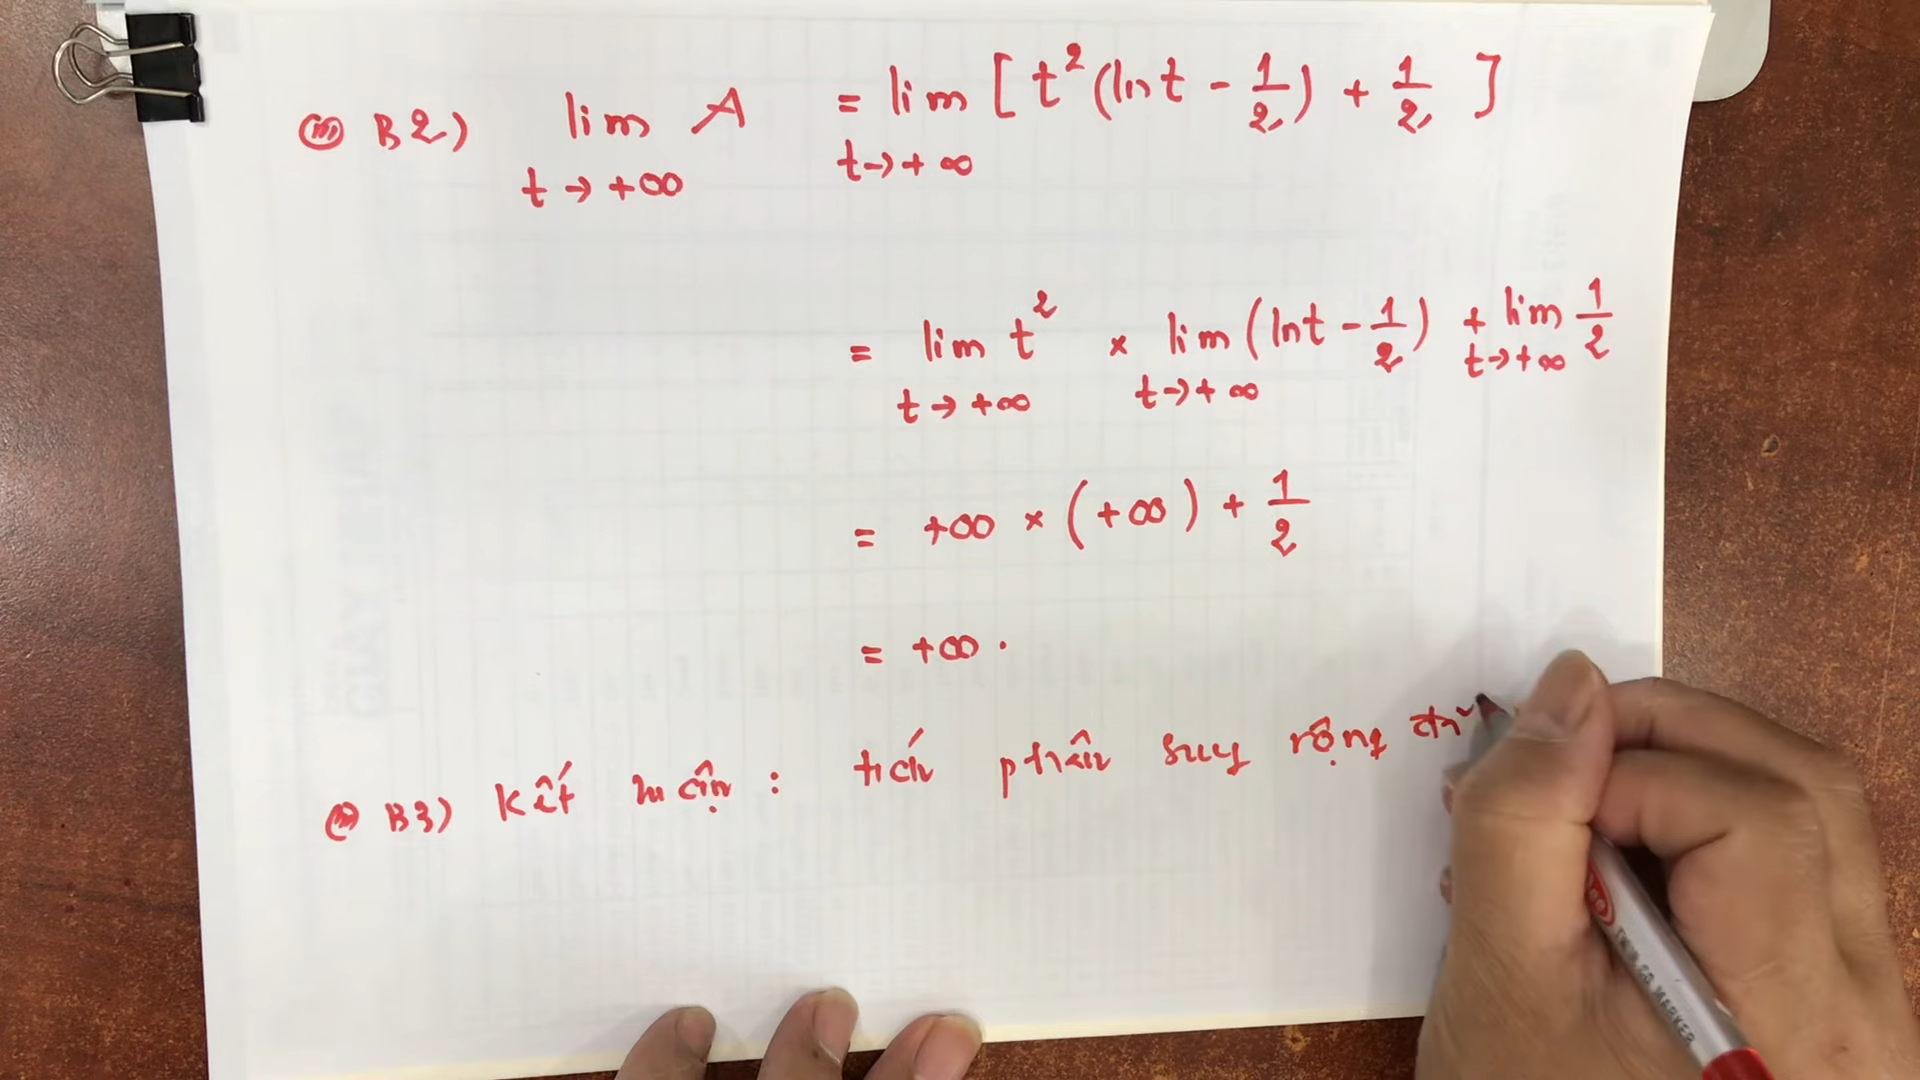 B2) lim A = lim [ t² (ln t - 1/2) + 1/2 ]
t → +∞ t → + ∞
= lim t² × lim (ln t - 1/2) + lim 1/2
t → +∞ t → + ∞ t → + ∞
= +∞ × (+∞) + 1/2
= +∞ .
B3) kết luận : tích phân suy rộng